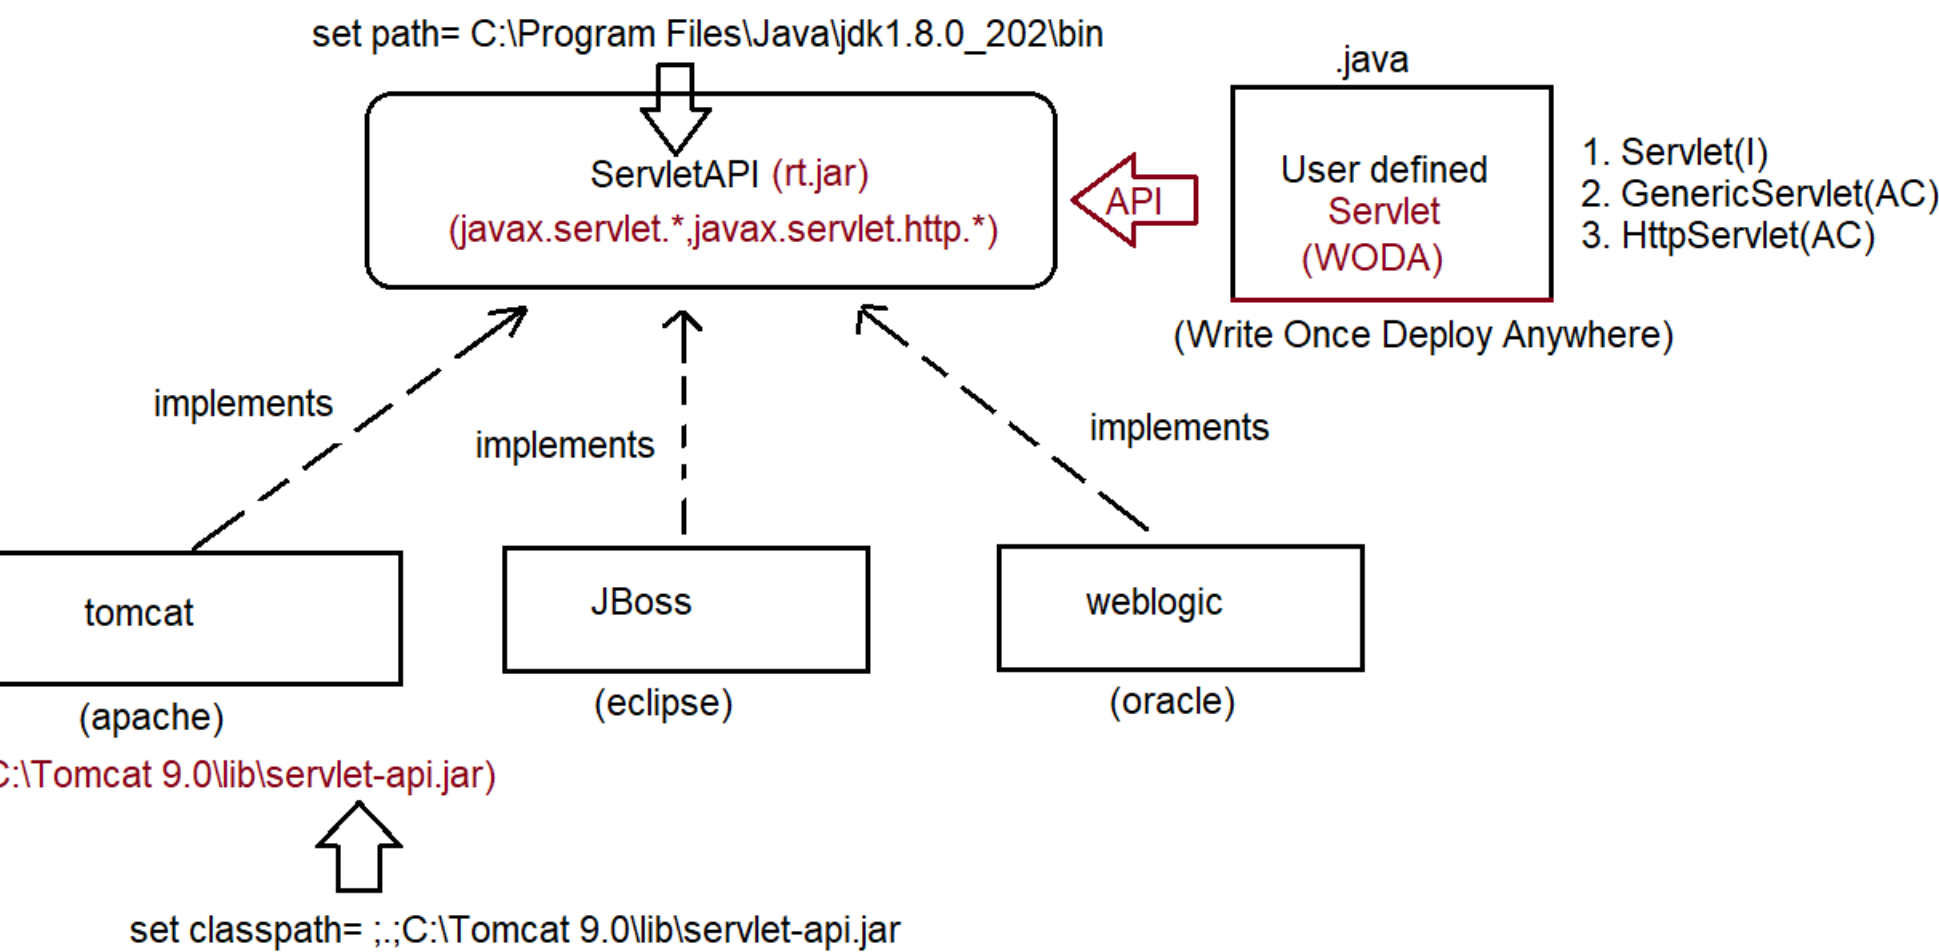 set path= C:\Program Files\Java\jdk1.8.0_202\bin
.java
ServletAPI (rt.jar)
(javax.servlet.*,javax.servlet.http.*)
API
User defined
Servlet
(WODA)
1. Servlet(I)
2. GenericServlet(AC)
3. HttpServlet(AC)
(Write Once Deploy Anywhere)
implements
implements
implements
tomcat
JBoss
weblogic
(apache)
(eclipse)
(oracle)
C:\Tomcat 9.0\lib\servlet-api.jar)
set classpath= ;.;C:\Tomcat 9.0\lib\servlet-api.jar